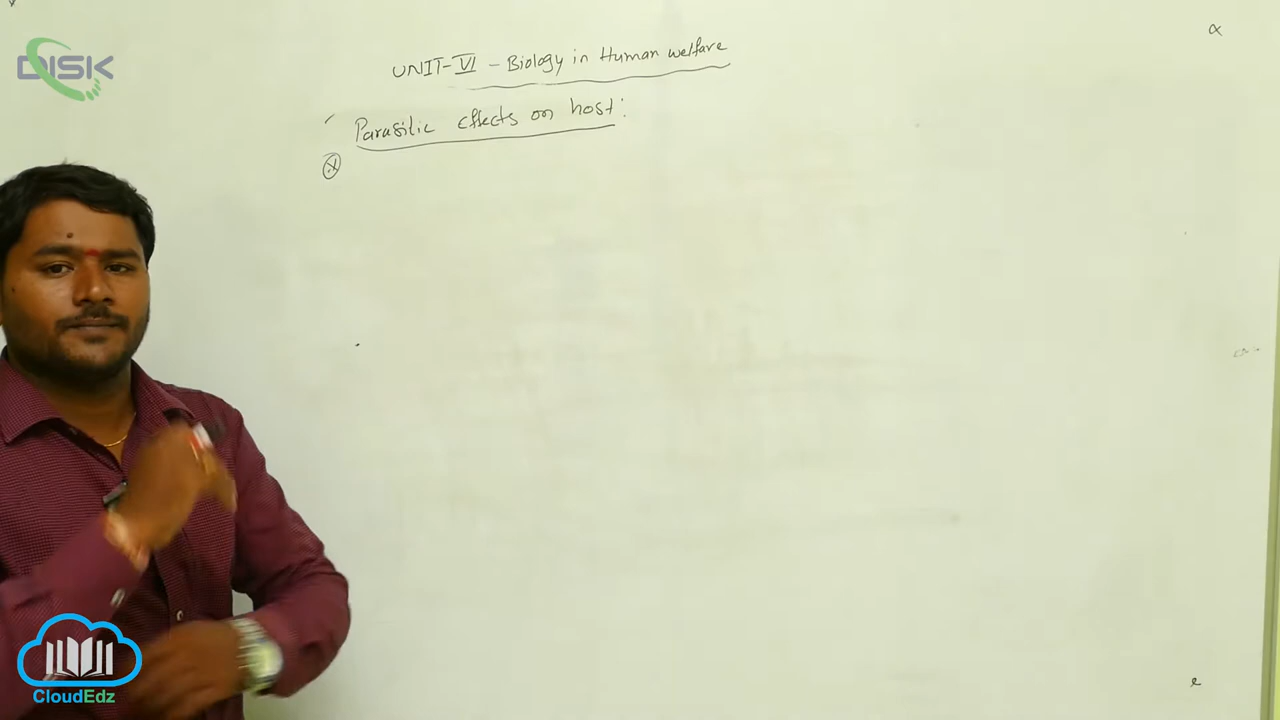 DISK
UNIT-VI - Biology in Human welfare
Parasitic effects on host:
CloudEdz